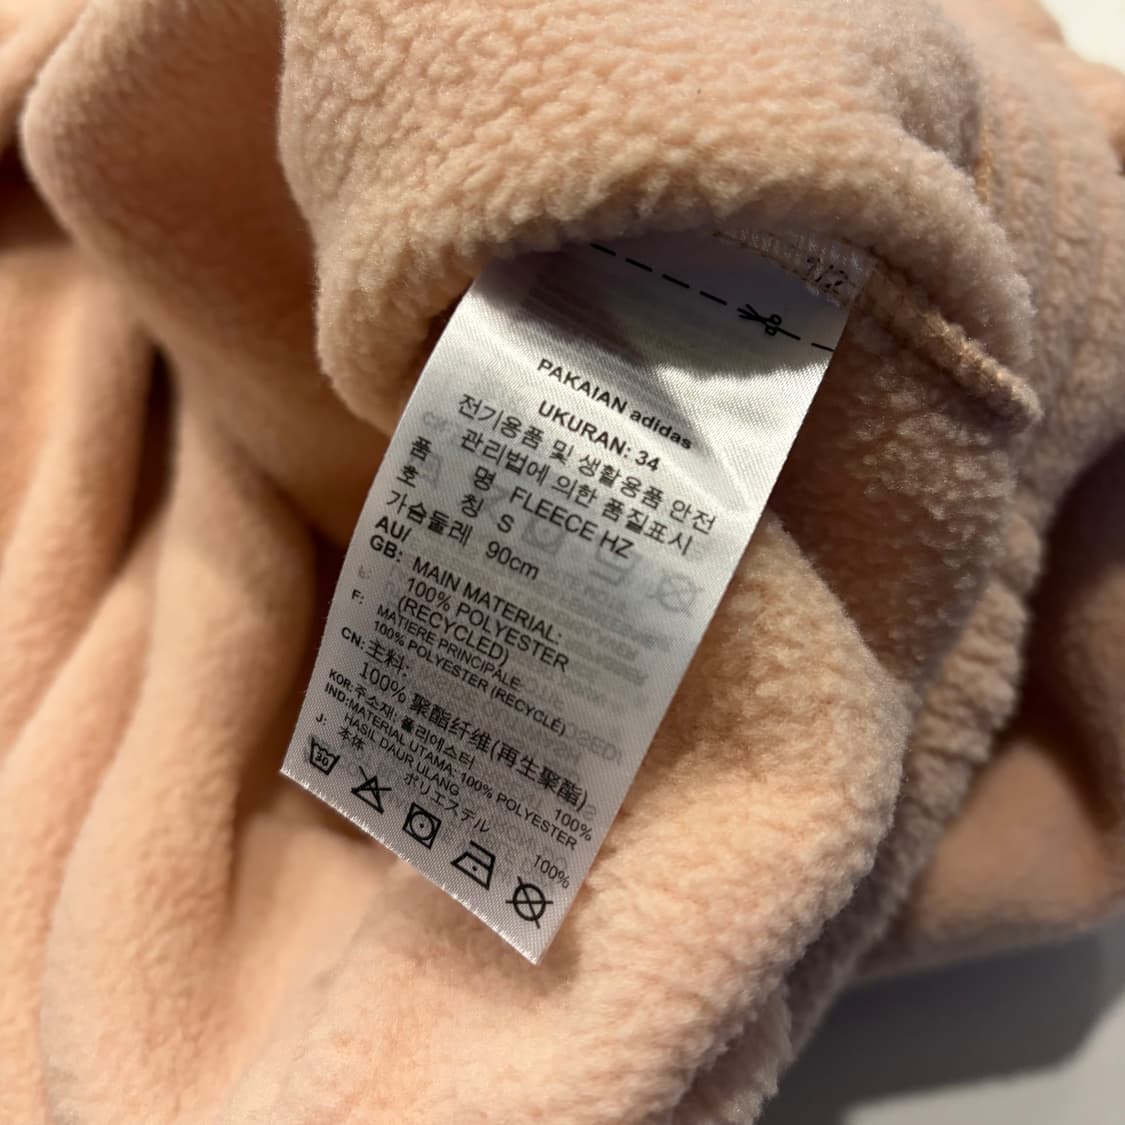 1/2
PAKAIAN adidas
UKURAN: 34
전기용품 및 생활용품 안전
관리법에 의한 품질표시
품 명 FLEECE HZ
호 칭 S
가슴둘레 90cm
AU/
GB: MAIN MATERIAL:
100% POLYESTER
(RECYCLED)
F: MATIERE PRINCIPALE
100% POLYESTER (RECYCLÉ)
CN: 主料:
100% 聚酯纤维(再生聚酯)
KOR: 주소재: 폴리에스터 100%
IND: MATERIAL UTAMA: 100% POLYESTER
HASIL DAUR ULANG
J: 本体
ポリエステル 100%
30